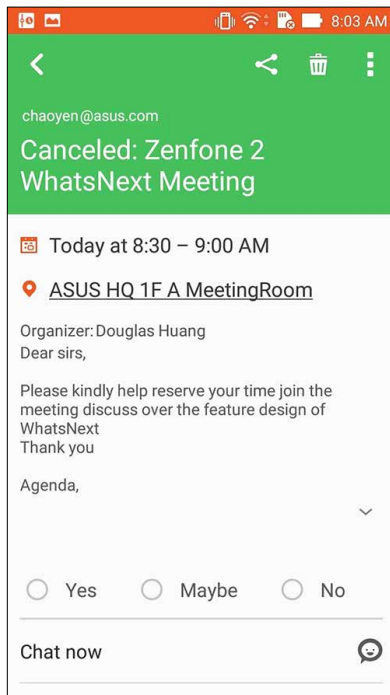 8:03 AM
chaoyen@asus.com
Canceled: Zenfone 2
WhatsNext Meeting
Today at 8:30 – 9:00 AM
ASUS HQ 1F A MeetingRoom
Organizer: Douglas Huang
Dear sirs,
Please kindly help reserve your time join the
meeting discuss over the feature design of
WhatsNext
Thank you
Agenda,
Yes Maybe No
Chat now